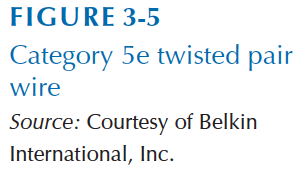 FIGURE 3-5
Category 5e twisted pair
wire
Source: Courtesy of Belkin
International, Inc.